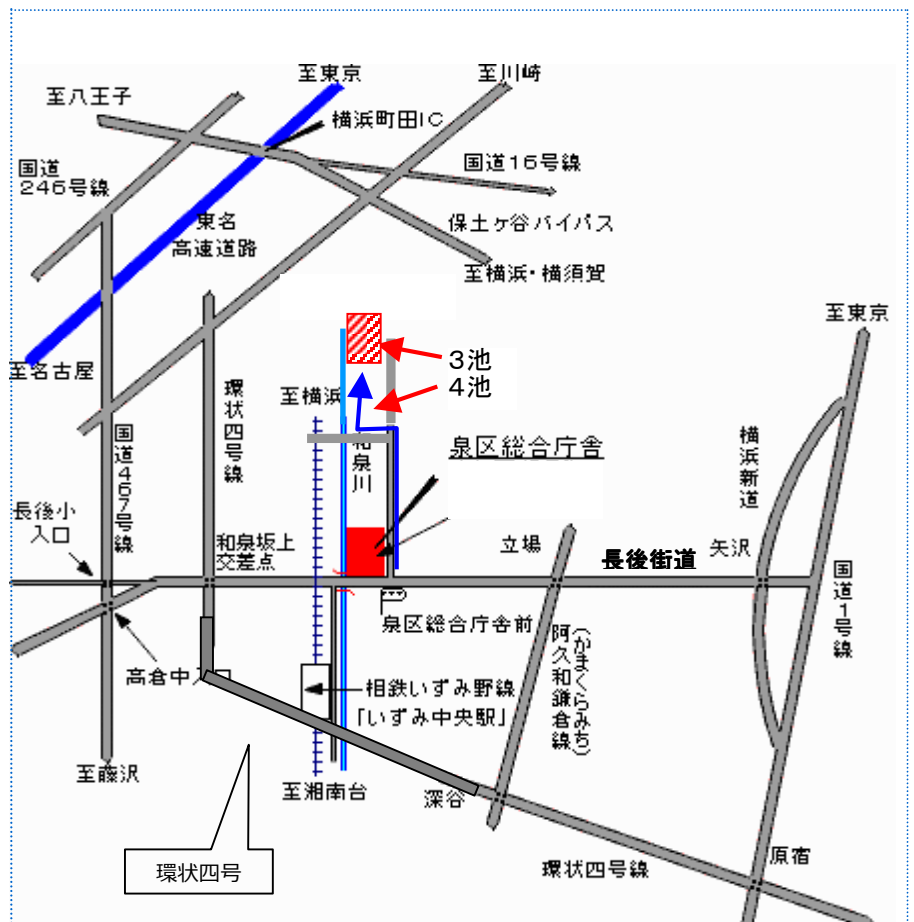 至東京
至川崎
至八王子
横浜町田IC
国道16号線
国道
246号線
東名
高速道路
保土ヶ谷バイパス
至横浜・横須賀
至東京
3池
4池
至名古屋
至横浜
環状四号線
国道467号線
和泉川
泉区総合庁舎
横浜新道
長後小
入口
和泉坂上
交差点
立場
長後街道
矢沢
国道1号線
泉区総合庁舎前
阿久和鎌倉線
(かまくらみち)
高倉中入口
相鉄いずみ野線
「いずみ中央駅」
至藤沢
至湘南台
深谷
環状四号
環状四号線
原宿